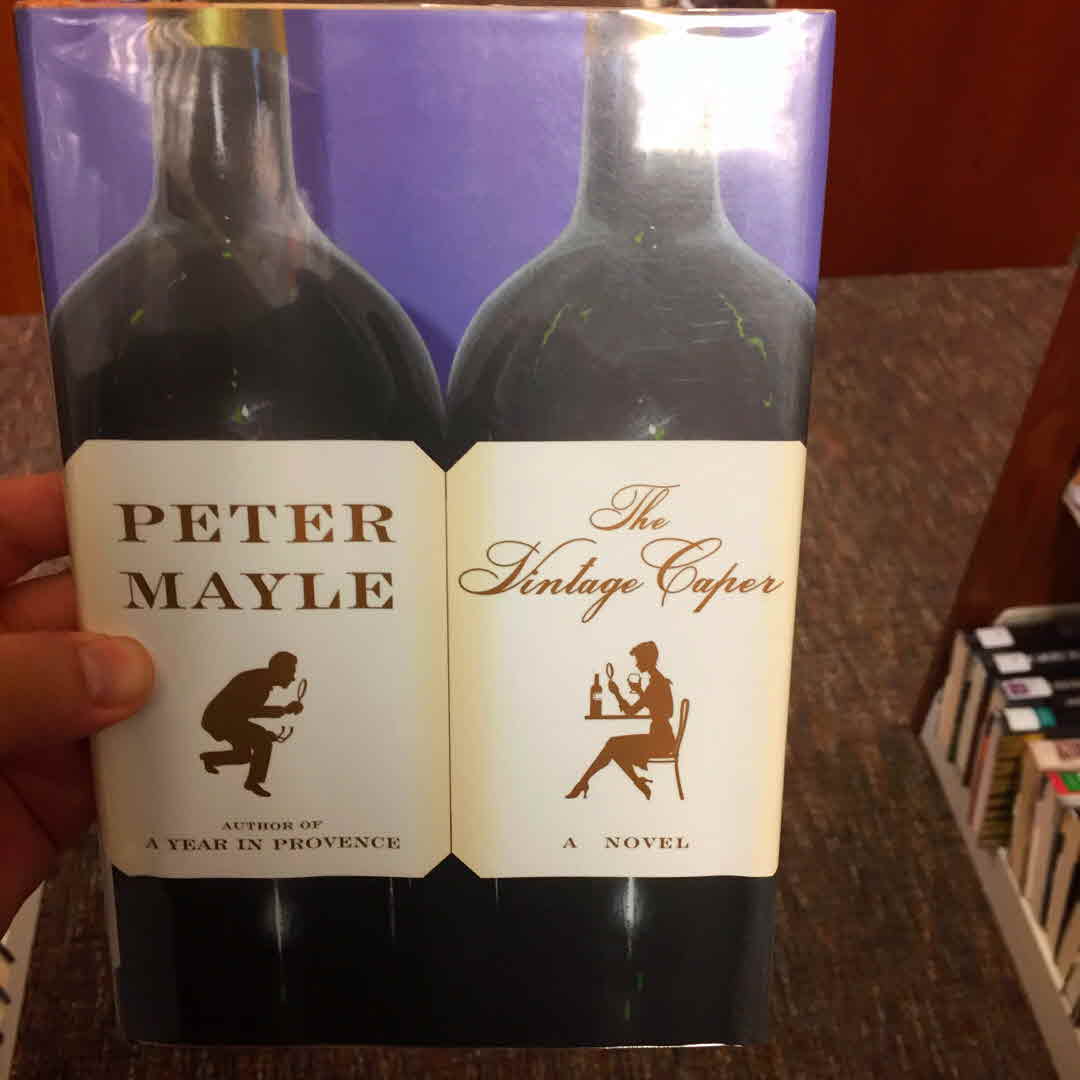 PETER
MAYLE
AUTHOR OF
A YEAR IN PROVENCE
The
Vintage Caper
A NOVEL